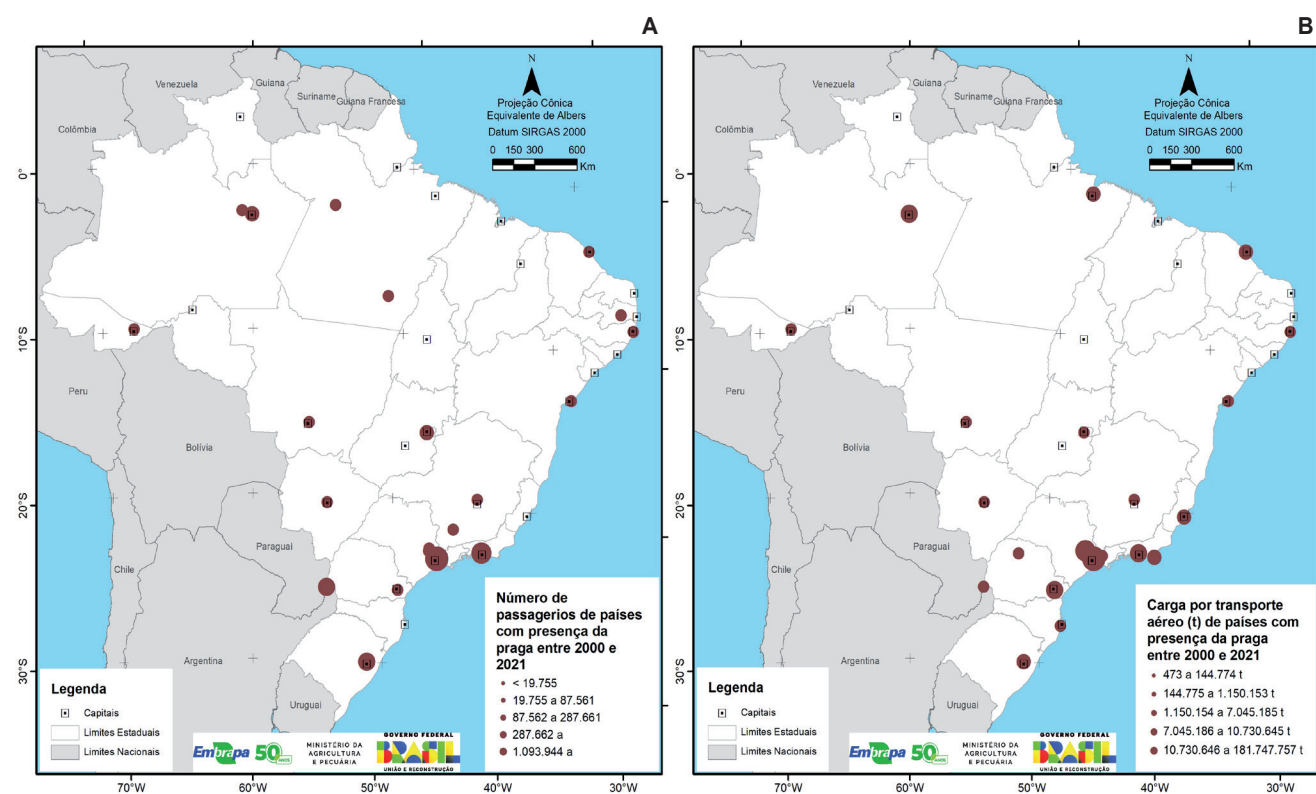 A
Venezuela
Guiana
Suriname
Guiana Francesa
Colômbia
N
Projeção Cônica
Equivalente de Albers
Datum SIRGAS 2000
0 150 300 600
Km
0°
10°S
Peru
Bolívia
20°S
Paraguai
Chile
Argentina
30°S
Uruguai
Número de
passagerios de países
com presença da
praga entre 2000 e
2021
< 19.755
19.755 a 87.561
87.562 a 287.661
287.662 a
1.093.944 a
Legenda
Capitais
Limites Estaduais
Limites Nacionais
Embrapa 50 ANOS
MINISTÉRIO DA
AGRICULTURA
E PECUÁRIA
GOVERNO FEDERAL
BRASIL
UNIÃO E RECONSTRUÇÃO
70°W 60°W 50°W 40°W 30°W
B
Venezuela
Guiana
Suriname
Guiana Francesa
Colômbia
N
Projeção Cônica
Equivalente de Albers
Datum SIRGAS 2000
0 150 300 600
Km
0°
10°S
Peru
Bolívia
20°S
Paraguai
Chile
Argentina
30°S
Uruguai
Carga por transporte
aéreo (t) de países com
presença da praga
entre 2000 e 2021
473 a 144.774 t
144.775 a 1.150.153 t
1.150.154 a 7.045.185 t
7.045.186 a 10.730.645 t
10.730.646 a 181.747.757 t
Legenda
Capitais
Limites Estaduais
Limites Nacionais
Embrapa 50 ANOS
MINISTÉRIO DA
AGRICULTURA
E PECUÁRIA
GOVERNO FEDERAL
BRASIL
UNIÃO E RECONSTRUÇÃO
70°W 60°W 50°W 40°W 30°W